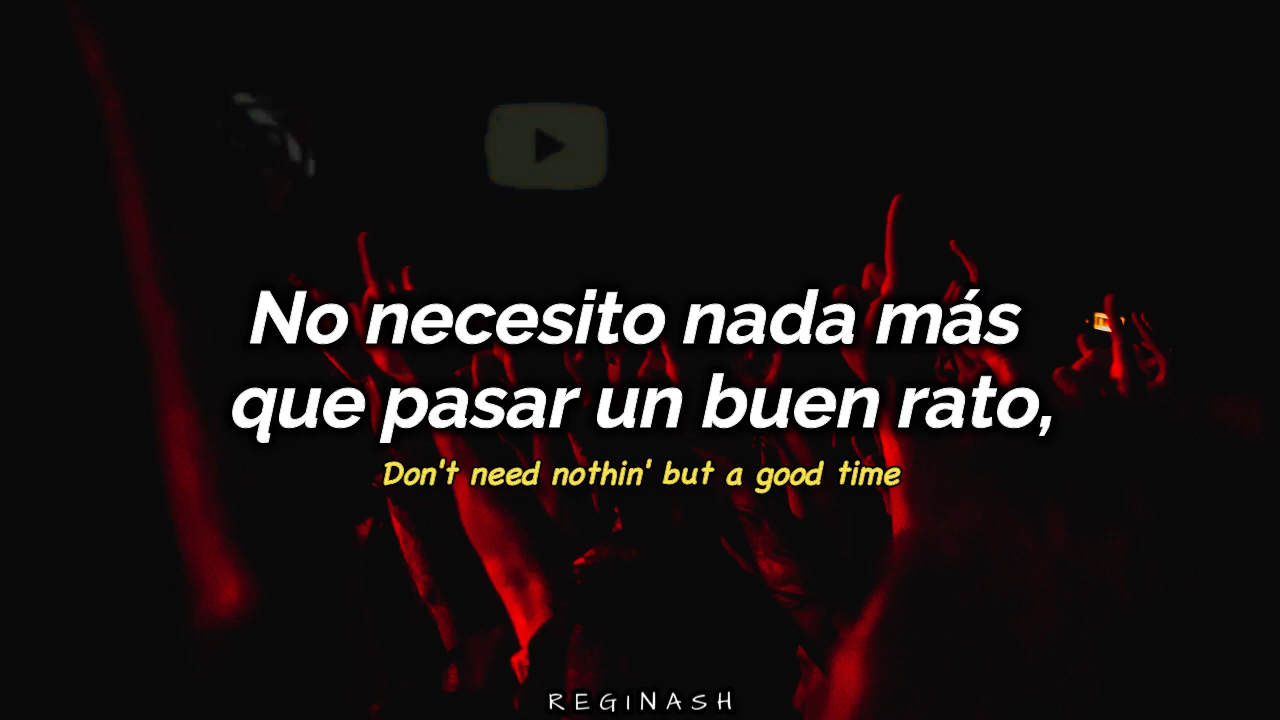 No necesito nada más
que pasar un buen rato,
Don't need nothin' but a good time
REGINASH